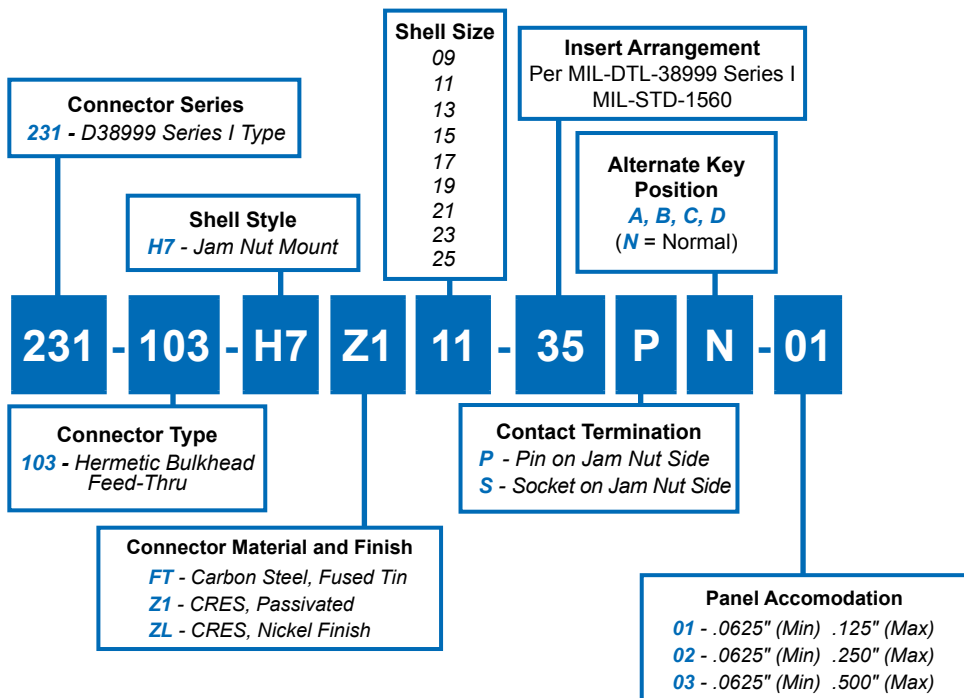 Connector Series
231 - D38999 Series I Type
Shell Style
H7 - Jam Nut Mount
Shell Size
09
11
13
15
17
19
21
23
25
Insert Arrangement
Per MIL-DTL-38999 Series I
MIL-STD-1560
Alternate Key
Position
A, B, C, D
(N = Normal)
231 - 103 - H7 Z1 11 - 35 P N - 01
Connector Type
103 - Hermetic Bulkhead
Feed-Thru
Connector Material and Finish
FT - Carbon Steel, Fused Tin
Z1 - CRES, Passivated
ZL - CRES, Nickel Finish
Contact Termination
P - Pin on Jam Nut Side
S - Socket on Jam Nut Side
Panel Accomodation
01 - .0625" (Min) .125" (Max)
02 - .0625" (Min) .250" (Max)
03 - .0625" (Min) .500" (Max)